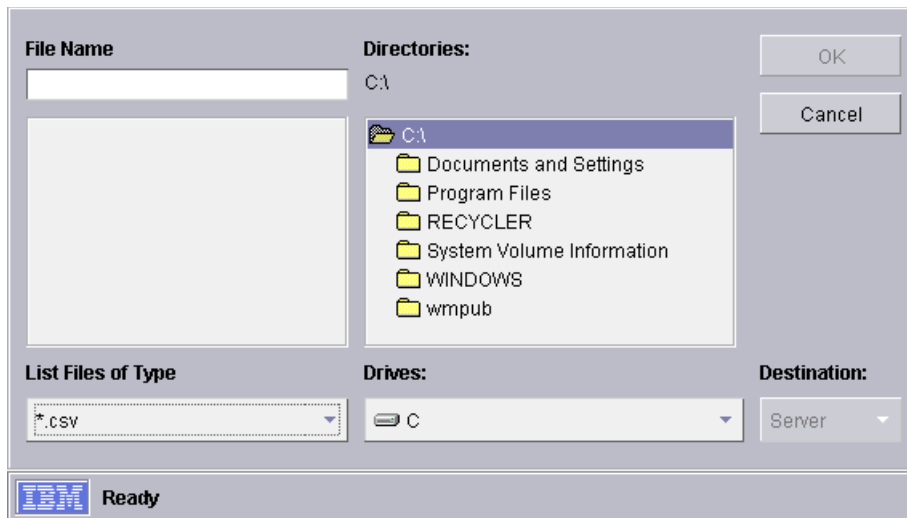 File Name
Directories:
C:\
OK
Cancel
C:\
Documents and Settings
Program Files
RECYCLER
System Volume Information
WINDOWS
wmpub
List Files of Type
Drives:
Destination:
*.csv
C
Server
IBM
Ready